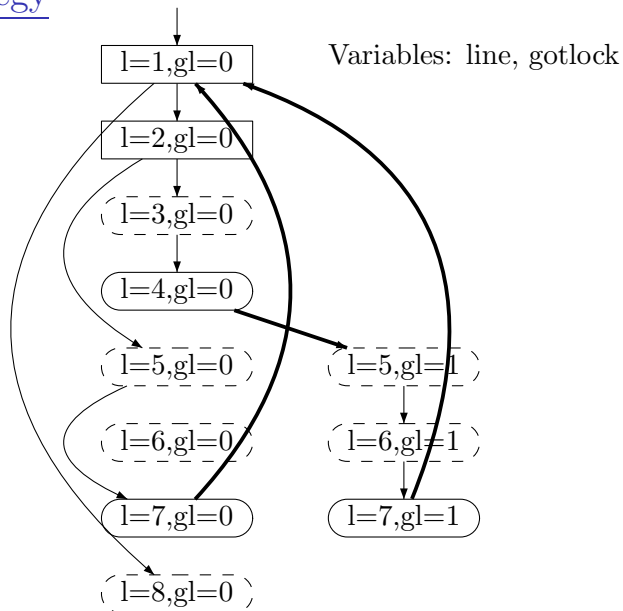 egy
l=1,gl=0
Variables: line, gotlock
l=2,gl=0
l=3,gl=0
l=4,gl=0
l=5,gl=0
l=5,gl=1
l=6,gl=0
l=6,gl=1
l=7,gl=0
l=7,gl=1
l=8,gl=0